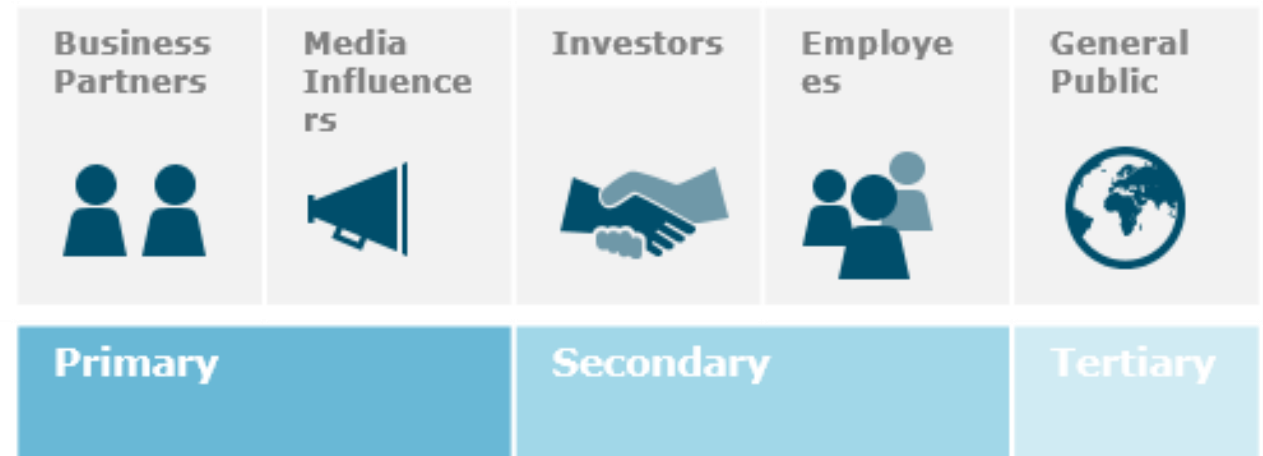 Business
Partners
Media
Influence
rs
Investors
Employe
es
General
Public
Primary
Secondary
Tertiary